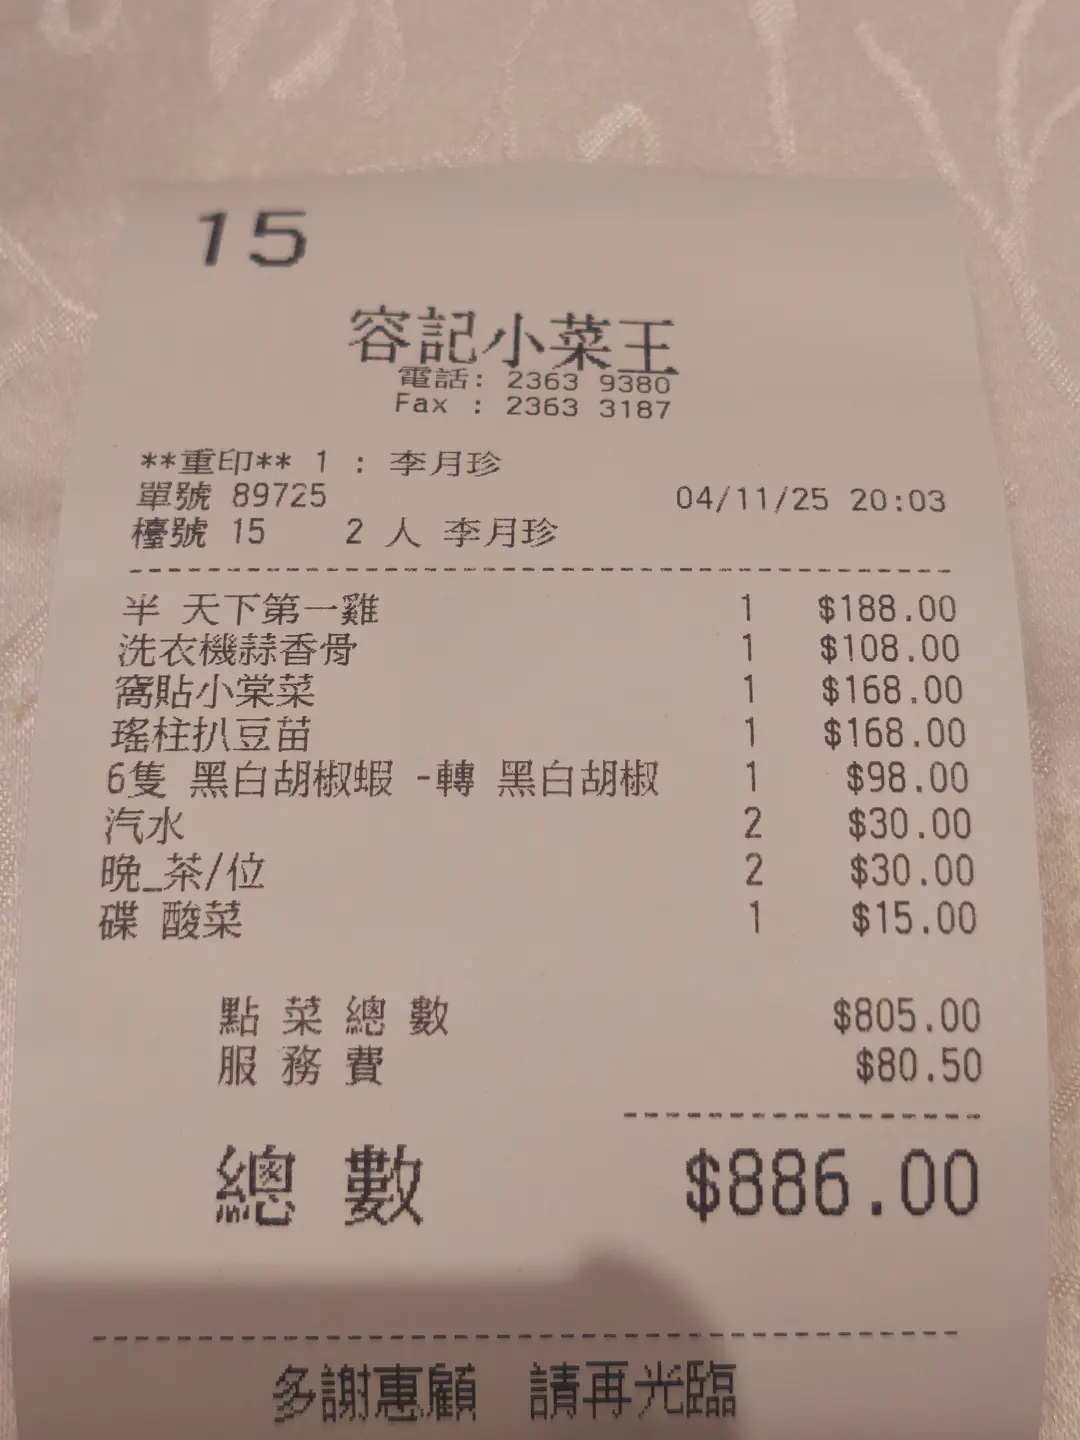 15
容記小菜王
電話: 2363 9380
Fax : 2363 3187
**重印** 1 : 李月珍
單號 89725 04/11/25 20:03
檯號 15 2 人 李月珍
半 天下第一雞 1 $188.00
洗衣機蒜香骨 1 $108.00
窩貼小棠菜 1 $168.00
瑤柱扒豆苗 1 $168.00
6隻 黑白胡椒蝦 -轉 黑白胡椒 1 $98.00
汽水 2 $30.00
晚_茶/位 2 $30.00
碟 酸菜 1 $15.00
點菜總數 $805.00
服務費 $80.50
總數 $886.00
多謝惠顧 請再光臨